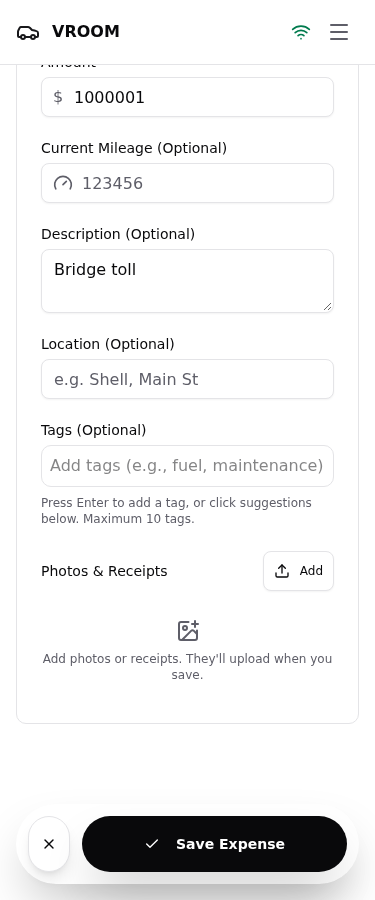 VROOM
Amount
$ 1000001
Current Mileage (Optional)
123456
Description (Optional)
Bridge toll
Location (Optional)
e.g. Shell, Main St
Tags (Optional)
Add tags (e.g., fuel, maintenance)
Press Enter to add a tag, or click suggestions
below. Maximum 10 tags.
Photos & Receipts
Add
Add photos or receipts. They'll upload when you
save.
Save Expense